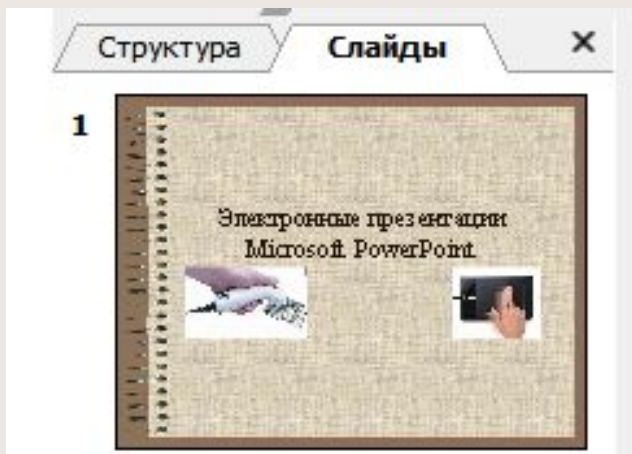 Структура Слайды ×
1
Электронные презентации
Microsoft PowerPoint